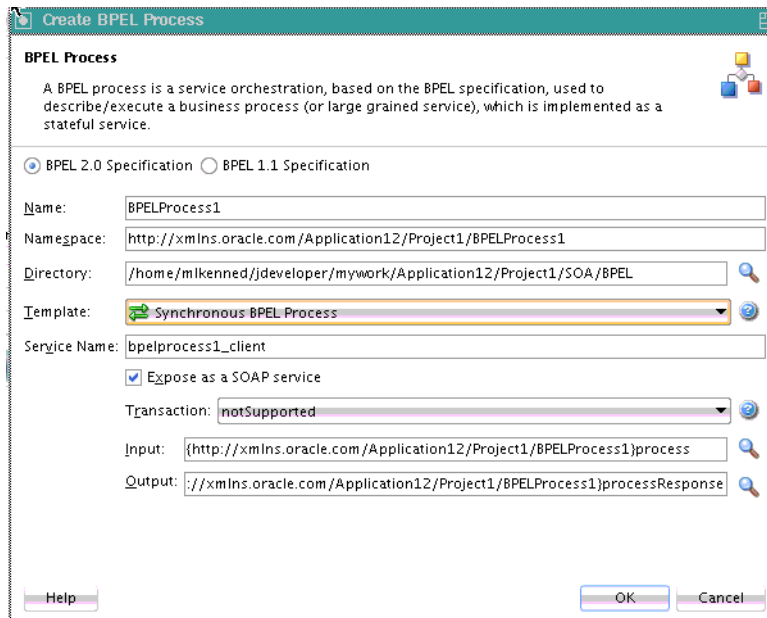 Create BPEL Process
BPEL Process
A BPEL process is a service orchestration, based on the BPEL specification, used to
describe/execute a business process (or large grained service), which is implemented as a
stateful service.
BPEL 2.0 Specification BPEL 1.1 Specification
Name: BPELProcess1
Namespace: http://xmlns.oracle.com/Application12/Project1/BPELProcess1
Directory: /home/mlkenned/jdeveloper/mywork/Application12/Project1/SOA/BPEL
Template: Synchronous BPEL Process
Service Name: bpelprocess1_client
Expose as a SOAP service
Transaction: notSupported
Input: {http://xmlns.oracle.com/Application12/Project1/BPELProcess1}process
Output: ://xmlns.oracle.com/Application12/Project1/BPELProcess1}processResponse
Help OK Cancel